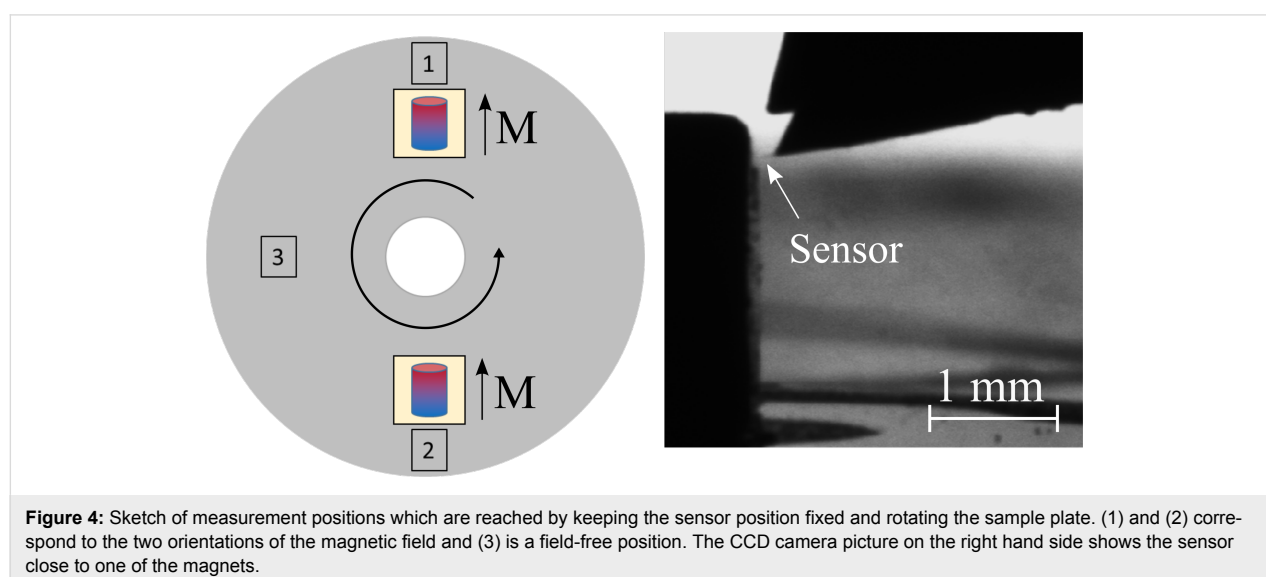 1
M
3
Sensor
1 mm
M
2
Figure 4: Sketch of measurement positions which are reached by keeping the sensor position fixed and rotating the sample plate. (1) and (2) corre-
spond to the two orientations of the magnetic field and (3) is a field-free position. The CCD camera picture on the right hand side shows the sensor
close to one of the magnets.